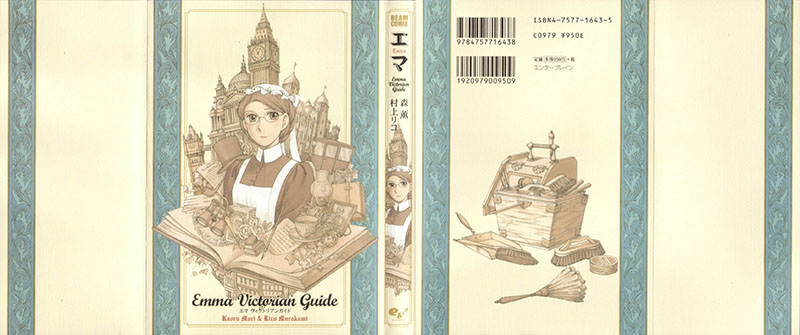 Emma Victorian Guide
エマ ヴィクトリアンガイド
Kaoru Mori & Rico Murakami
BEAM
COMIX
エマ
Emma
Emma
Victorian
Guide
森 薫
村上リコ
eb!
9784757716438
1920979009509
ISBN4-7577-1643-5
C0979 ¥950E
エンターブレイン